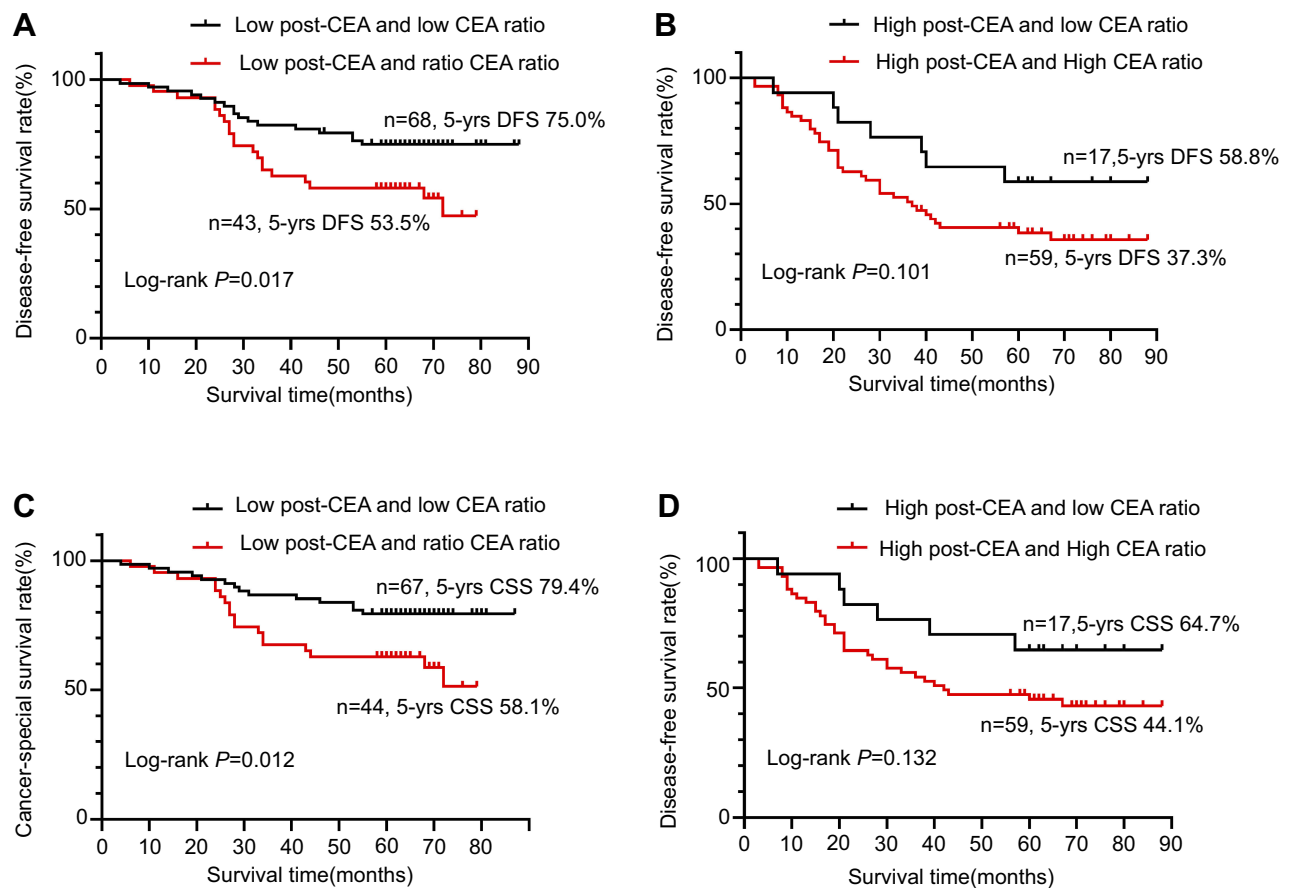 A
Low post-CEA and low CEA ratio
Low post-CEA and ratio CEA ratio
Disease-free survival rate(%)
100
50
0
n=68, 5-yrs DFS 75.0%
n=43, 5-yrs DFS 53.5%
Log-rank P=0.017
0 10 20 30 40 50 60 70 80 90
Survival time(months)
B
High post-CEA and low CEA ratio
High post-CEA and High CEA ratio
Disease-free survival rate(%)
100
50
0
n=17,5-yrs DFS 58.8%
n=59, 5-yrs DFS 37.3%
Log-rank P=0.101
0 10 20 30 40 50 60 70 80 90
Survival time(months)
C
Low post-CEA and low CEA ratio
Low post-CEA and ratio CEA ratio
Cancer-special survival rate(%)
100
50
0
n=67, 5-yrs CSS 79.4%
n=44, 5-yrs CSS 58.1%
Log-rank P=0.012
0 10 20 30 40 50 60 70 80
Survival time(months)
D
High post-CEA and low CEA ratio
High post-CEA and High CEA ratio
Disease-free survival rate(%)
100
50
0
n=17,5-yrs CSS 64.7%
n=59, 5-yrs CSS 44.1%
Log-rank P=0.132
0 10 20 30 40 50 60 70 80 90
Survival time(months)